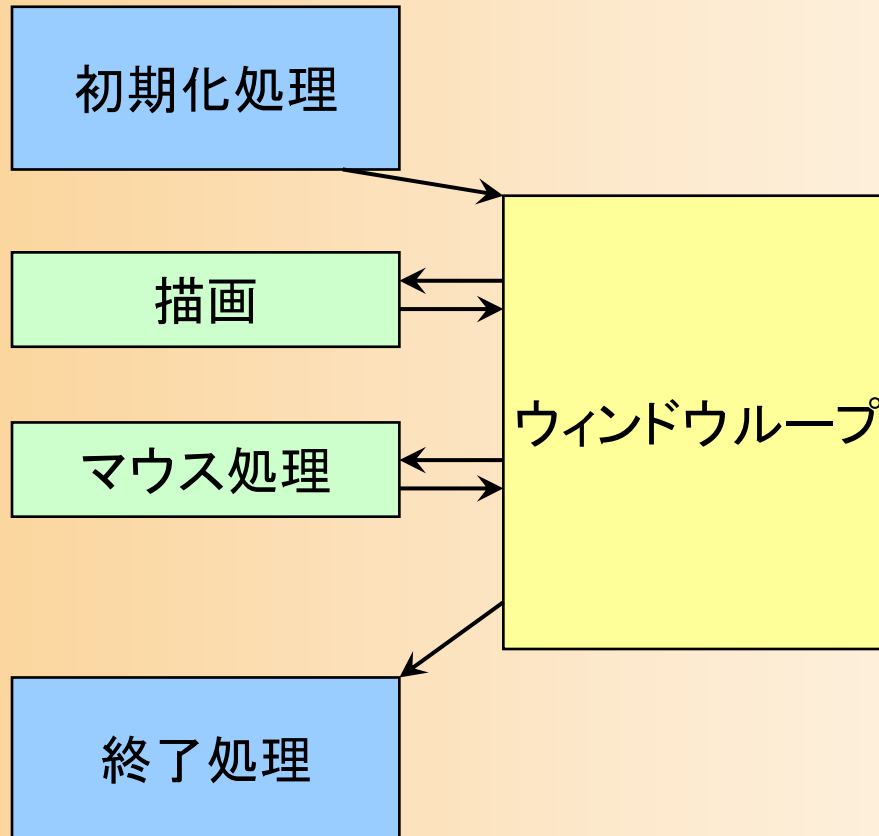 初期化処理
描画
ウィンドウループ
マウス処理
終了処理